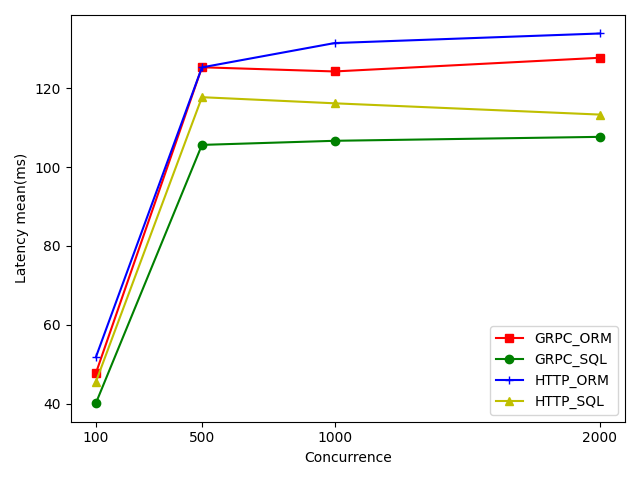 Latency mean(ms)
120
100
80
60
40
100
500
1000
2000
Concurrence
GRPC_ORM
GRPC_SQL
HTTP_ORM
HTTP_SQL